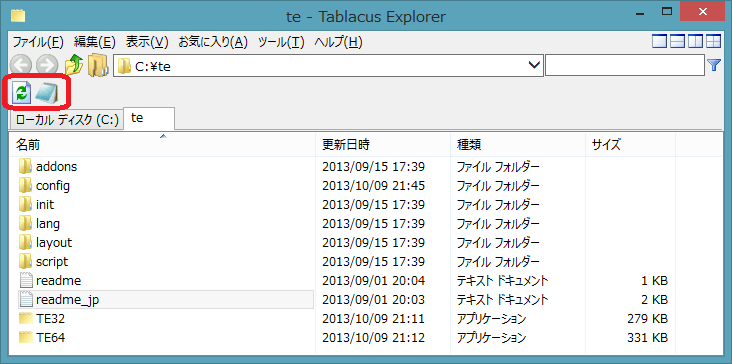 te - Tablacus Explorer
ファイル(F) 編集(E) 表示(V) お気に入り(A) ツール(T) ヘルプ(H)
C:¥te
ローカル ディスク (C:) te
名前 更新日時 種類 サイズ
addons 2013/09/15 17:39 ファイル フォルダー
config 2013/10/09 21:45 ファイル フォルダー
init 2013/09/15 17:39 ファイル フォルダー
lang 2013/09/15 17:39 ファイル フォルダー
layout 2013/09/15 17:39 ファイル フォルダー
script 2013/09/15 17:39 ファイル フォルダー
readme 2013/09/01 20:04 テキスト ドキュメント 1 KB
readme_jp 2013/09/01 20:03 テキスト ドキュメント 2 KB
TE32 2013/10/09 21:11 アプリケーション 279 KB
TE64 2013/10/09 21:12 アプリケーション 331 KB